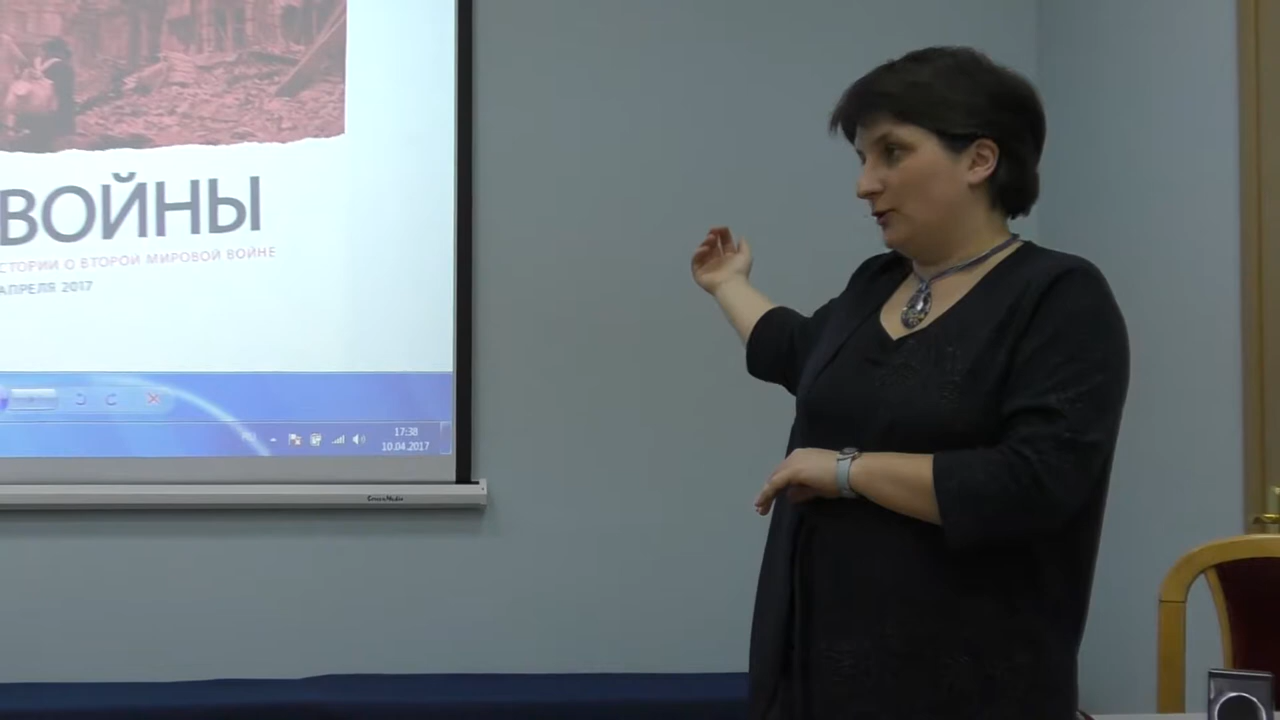 ВОЙНЫ
СТОРИИ О ВТОРОЙ МИРОВОЙ ВОЙНЕ
АПРЕЛЯ 2017
17:38
10.04.2017